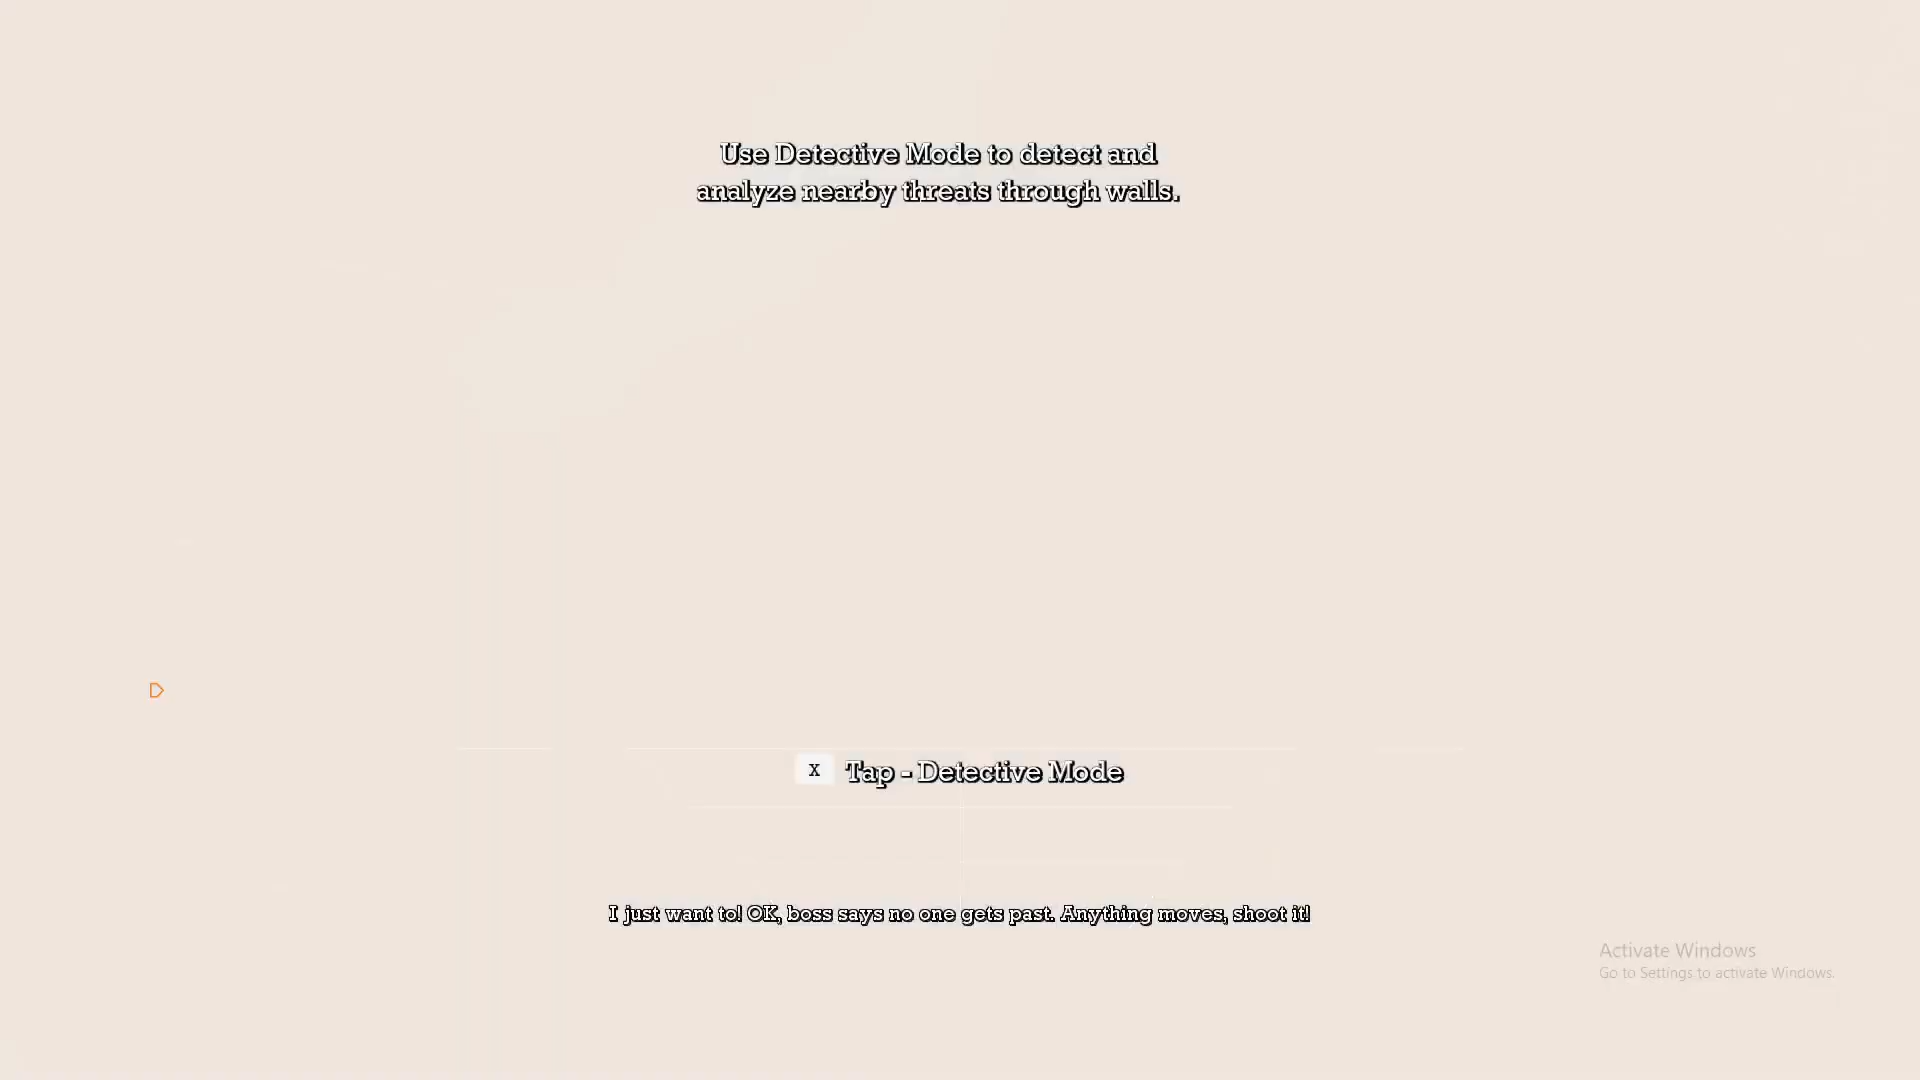 Use Detective Mode to detect and
analyze nearby threats through walls.
X Tap - Detective Mode
I just want to! OK, boss says no one gets past. Anything moves, shoot it!
Activate Windows
Go to Settings to activate Windows.